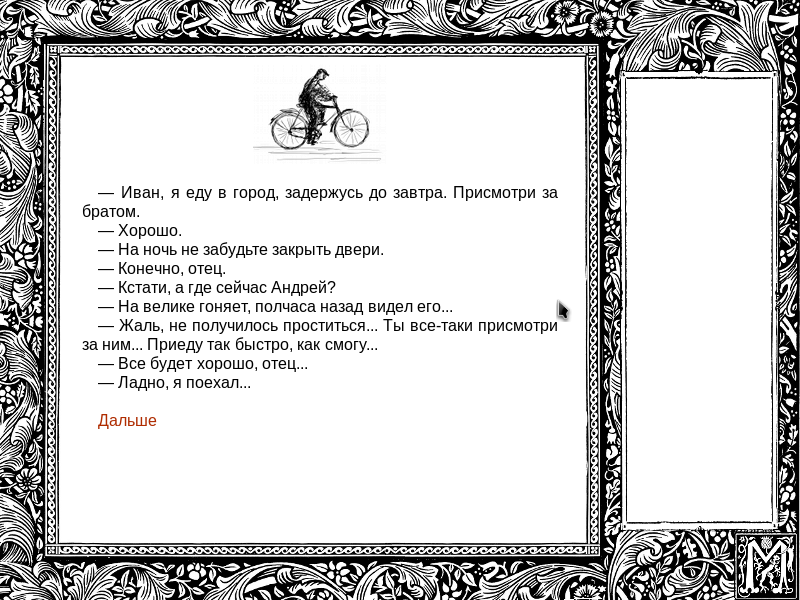 — Иван, я еду в город, задержусь до завтра. Присмотри за
братом.
— Хорошо.
— На ночь не забудьте закрыть двери.
— Конечно, отец.
— Кстати, а где сейчас Андрей?
— На велике гоняет, полчаса назад видел его...
— Жаль, не получилось проститься... Ты все-таки присмотри
за ним... Приеду так быстро, как смогу...
— Все будет хорошо, отец...
— Ладно, я поехал...
Дальше
M